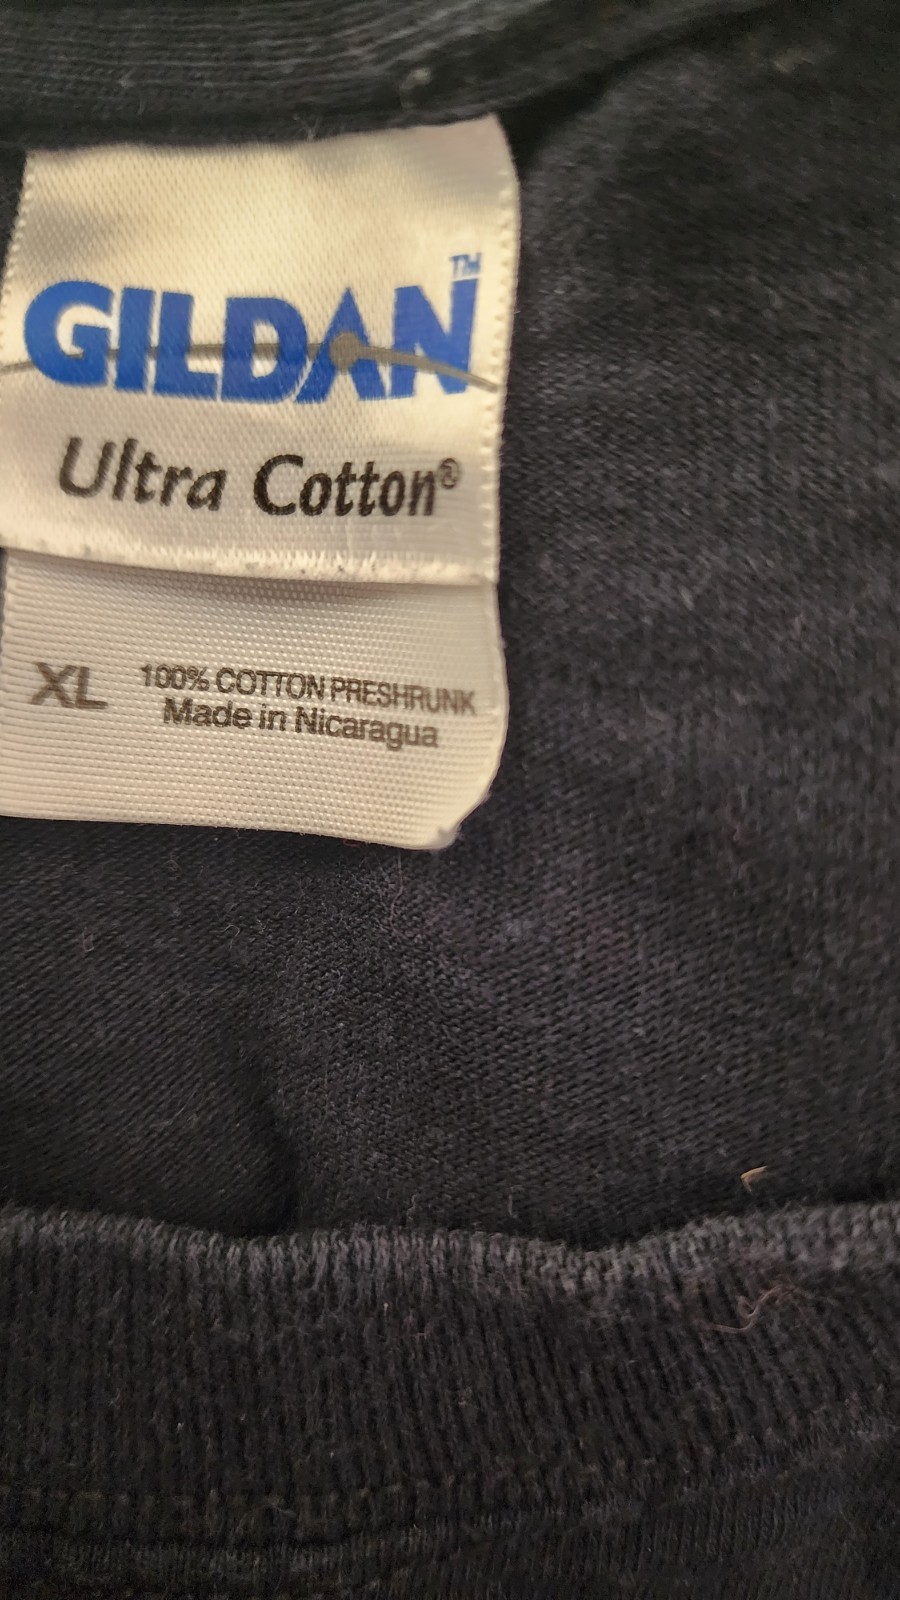 GILDAN™
Ultra Cotton®
XL 100% COTTON PRESHRUNK
Made in Nicaragua